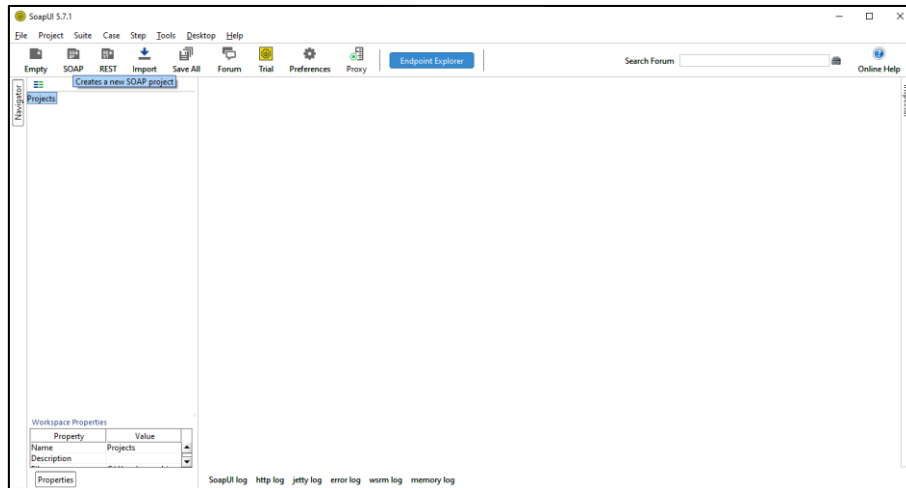 SoapUI 5.7.1
File Project Suite Case Step Tools Desktop Help
Empty SOAP REST Import Save All Forum Trial Preferences Proxy Endpoint Explorer Search Forum Online Help
Creates a new SOAP project
Navigator
Projects
Workspace Properties
Property Value
Name Projects
Description
Properties
SoapUI log http log jetty log error log wsrm log memory log